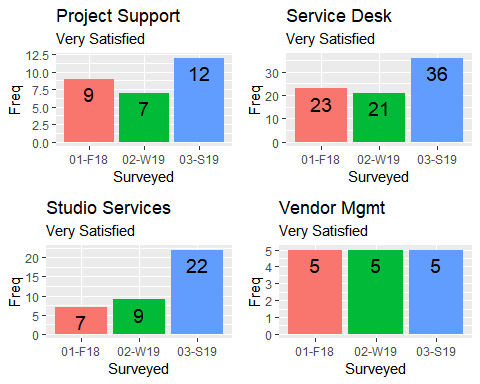 Project Support
Very Satisfied
12.5
10.0
7.5
5.0
2.5
0.0
Freq
9
7
12
01-F18 02-W19 03-S19
Surveyed
Service Desk
Very Satisfied
30
20
10
0
Freq
23
21
36
01-F18 02-W19 03-S19
Surveyed
Studio Services
Very Satisfied
20
15
10
5
0
Freq
7
9
22
01-F18 02-W19 03-S19
Surveyed
Vendor Mgmt
Very Satisfied
5
4
3
2
1
0
Freq
5
5
5
01-F18 02-W19 03-S19
Surveyed